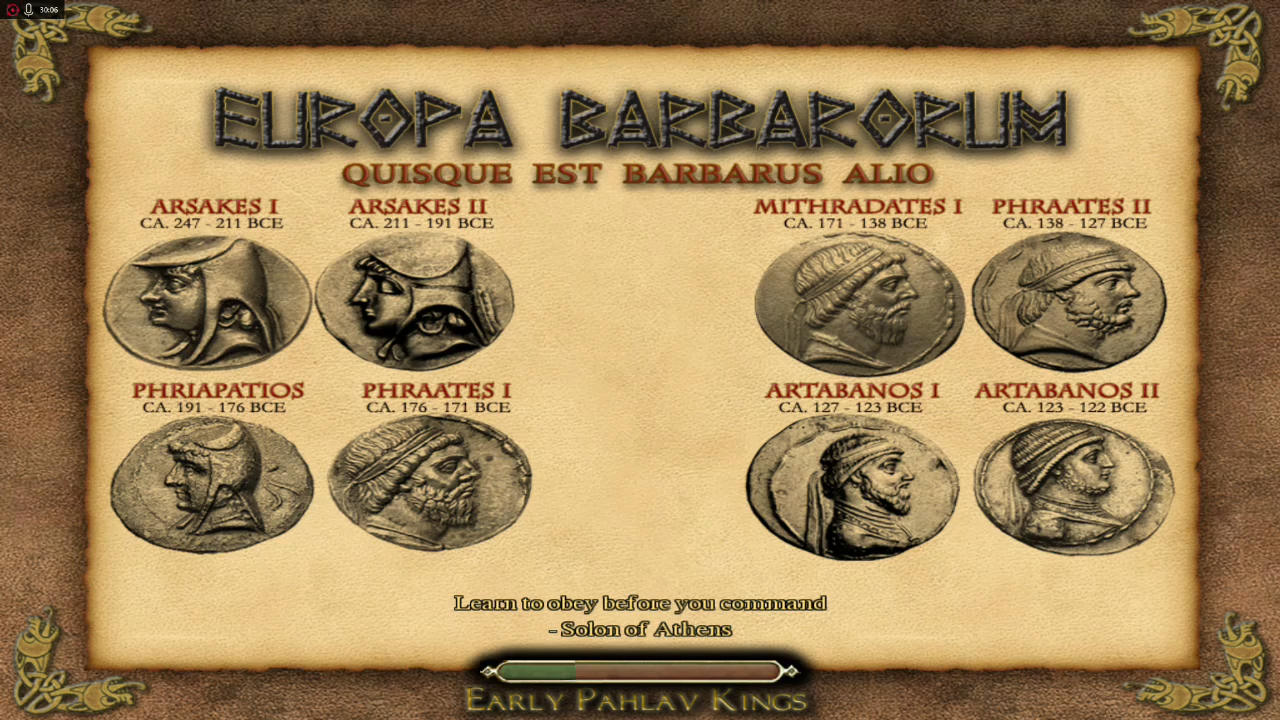 30:06
EUROPA BARBARORUM
QUISQUE EST BARBARUS ALIO
ARSAKES I
CA. 247 - 211 BCE
ARSAKES II
CA. 211 - 191 BCE
MITHRADATES I
CA. 171 - 138 BCE
PHRAATES II
CA. 138 - 127 BCE
PHRIAPATIOS
CA. 191 - 176 BCE
PHRAATES I
CA. 176 - 171 BCE
ARTABANOS I
CA. 127 - 123 BCE
ARTABANOS II
CA. 123 - 122 BCE
Learn to obey before you command
- Solon of Athens
EARLY PAHLAV KINGS